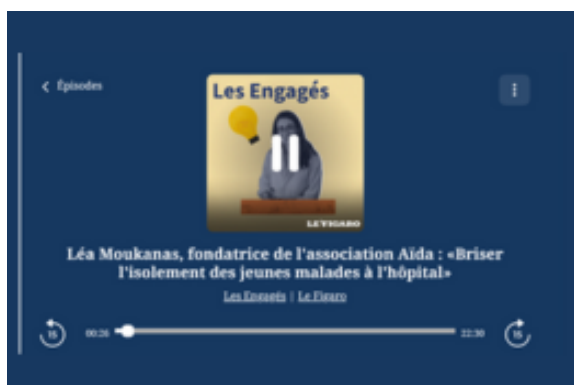 Épisodes
Les Engagés
LE FIGARO
Léa Moukanas, fondatrice de l'association Aïda : «Briser
l'isolement des jeunes malades à l'hôpital»
Les Engagés | Le Figaro
15
00:26
22:30
15